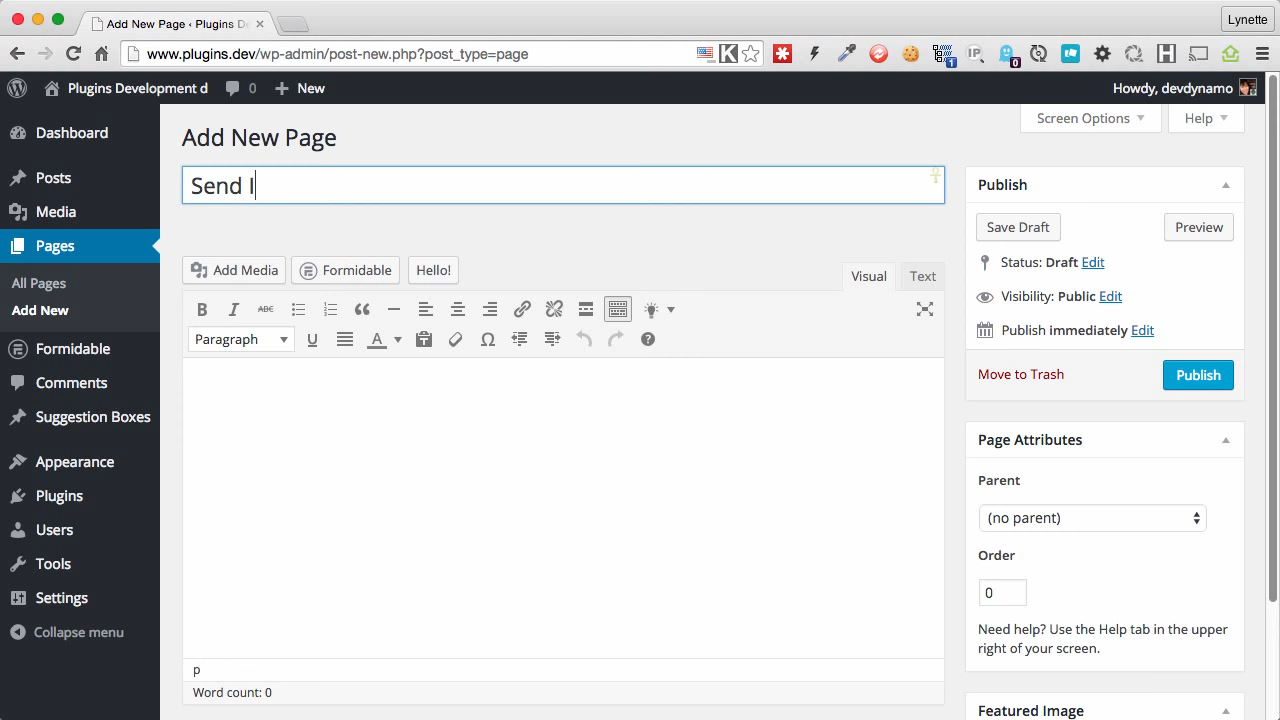 Add New Page ‹ Plugins D
Lynette
www.plugins.dev/wp-admin/post-new.php?post_type=page
Plugins Development d
0
New
Howdy, devdynamo
Dashboard
Posts
Media
Pages
All Pages
Add New
Formidable
Comments
Suggestion Boxes
Appearance
Plugins
Users
Tools
Settings
Collapse menu
Screen Options
Help
Add New Page
Send I
Add Media
Formidable
Hello!
Visual
Text
B I ABC
Paragraph
U A Ω
p
Word count: 0
Publish
Save Draft
Preview
Status: Draft Edit
Visibility: Public Edit
Publish immediately Edit
Move to Trash
Publish
Page Attributes
Parent
(no parent)
Order
0
Need help? Use the Help tab in the upper
right of your screen.
Featured Image